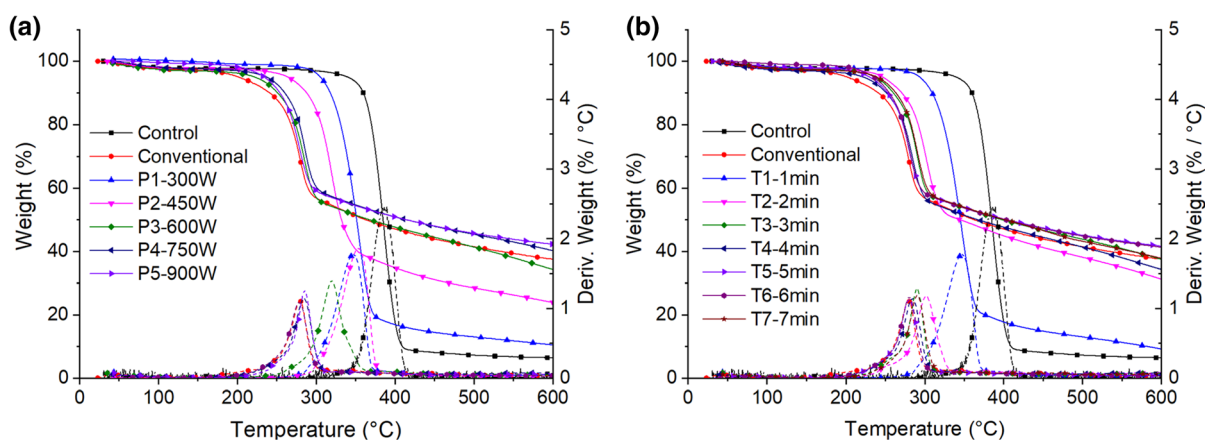 (a)
Weight (%)
100
80
60
40
20
0
Control
Conventional
P1-300W
P2-450W
P3-600W
P4-750W
P5-900W
5
4
3
2
1
0
Deriv. Weight (% / °C)
0 100 200 300 400 500 600
Temperature (°C)
(b)
Weight (%)
100
80
60
40
20
0
Control
Conventional
T1-1min
T2-2min
T3-3min
T4-4min
T5-5min
T6-6min
T7-7min
5
4
3
2
1
0
Deriv. Weight (% / °C)
0 100 200 300 400 500 600
Temperature (°C)